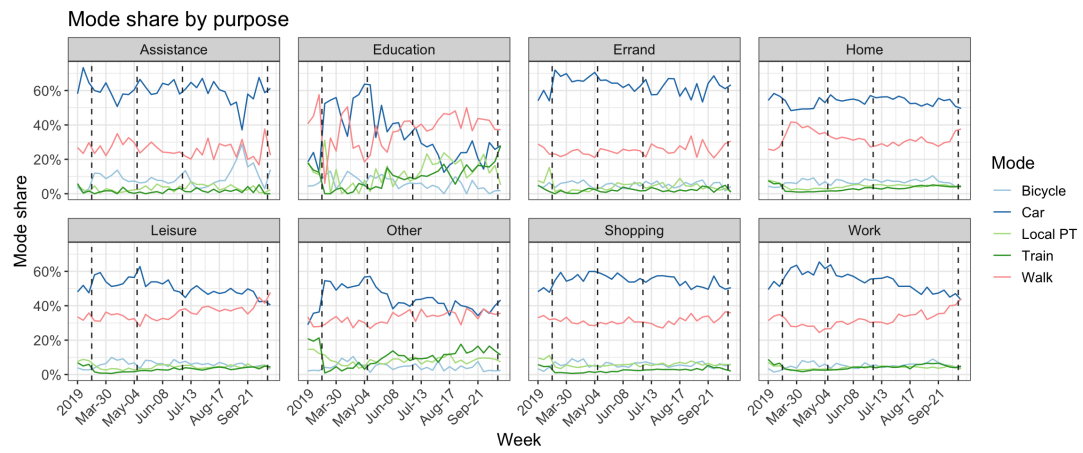 Mode share by purpose
Assistance Education Errand Home
60%
40%
20%
0%
Leisure Other Shopping Work
60%
40%
20%
0%
2019 Mar-30 May-04 Jun-08 Jul-13 Aug-17 Sep-21 2019 Mar-30 May-04 Jun-08 Jul-13 Aug-17 Sep-21 2019 Mar-30 May-04 Jun-08 Jul-13 Aug-17 Sep-21 2019 Mar-30 May-04 Jun-08 Jul-13 Aug-17 Sep-21
Week
Mode share
Mode
Bicycle
Car
Local PT
Train
Walk